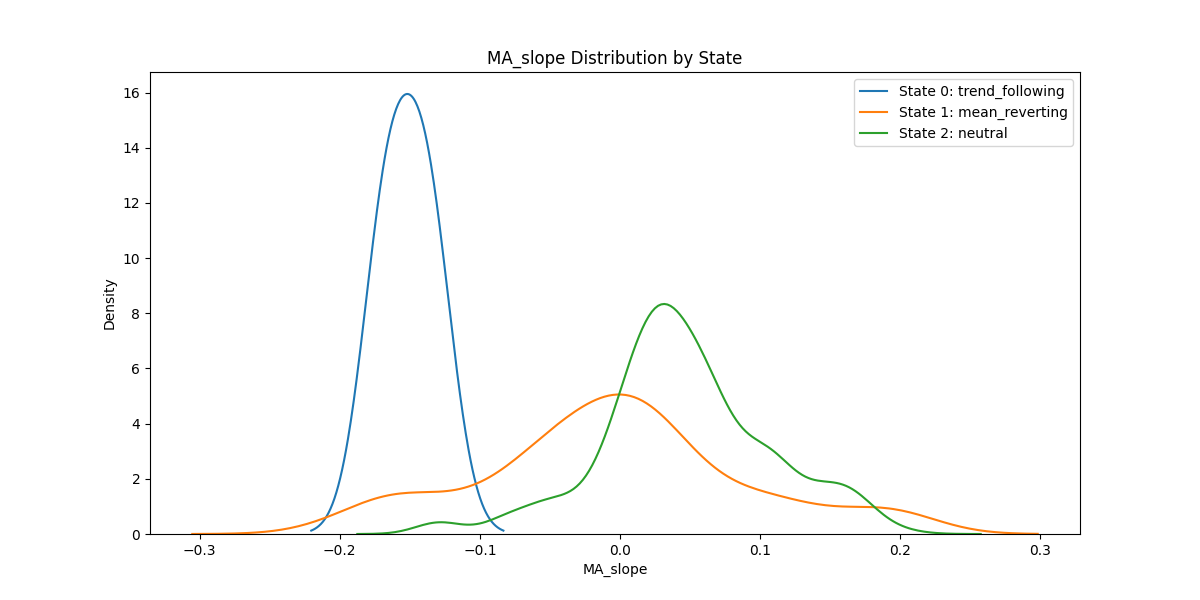 MA_slope Distribution by State
State 0: trend_following
State 1: mean_reverting
State 2: neutral
Density
16
14
12
10
8
6
4
2
0
−0.3 −0.2 −0.1 0.0 0.1 0.2 0.3
MA_slope